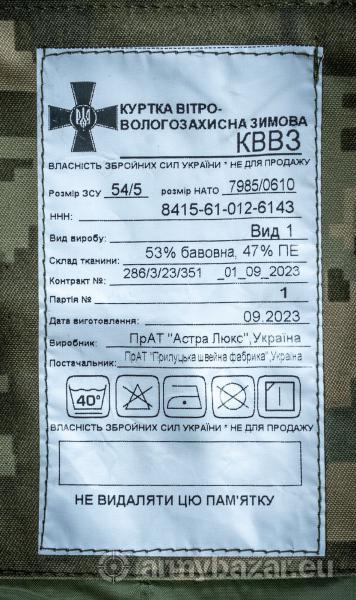 КУРТКА ВІТРО-
ВОЛОГОЗАХИСНА ЗИМОВА
КВВЗ
ВЛАСНІСТЬ ЗБРОЙНИХ СИЛ УКРАЇНИ * НЕ ДЛЯ ПРОДАЖУ
Розмір ЗСУ 54/5 розмір НАТО 7985/0610
ННН: 8415-61-012-6143
Вид виробу: Вид 1
Склад тканини: 53% бавовна, 47% ПЕ
Контракт № 286/3/23/351 _01_09_2023
Партія № 1
Дата виготовлення: 09.2023
Виробник: ПрАТ "Астра Люкс",Україна
Постачальник: ПрАТ "Прилуцька швейна фабрика",Україна
40°
ВЛАСНІСТЬ ЗБРОЙНИХ СИЛ УКРАЇНИ * НЕ ДЛЯ ПРОДАЖУ
НЕ ВИДАЛЯТИ ЦЮ ПАМ'ЯТКУ
armybazar.eu